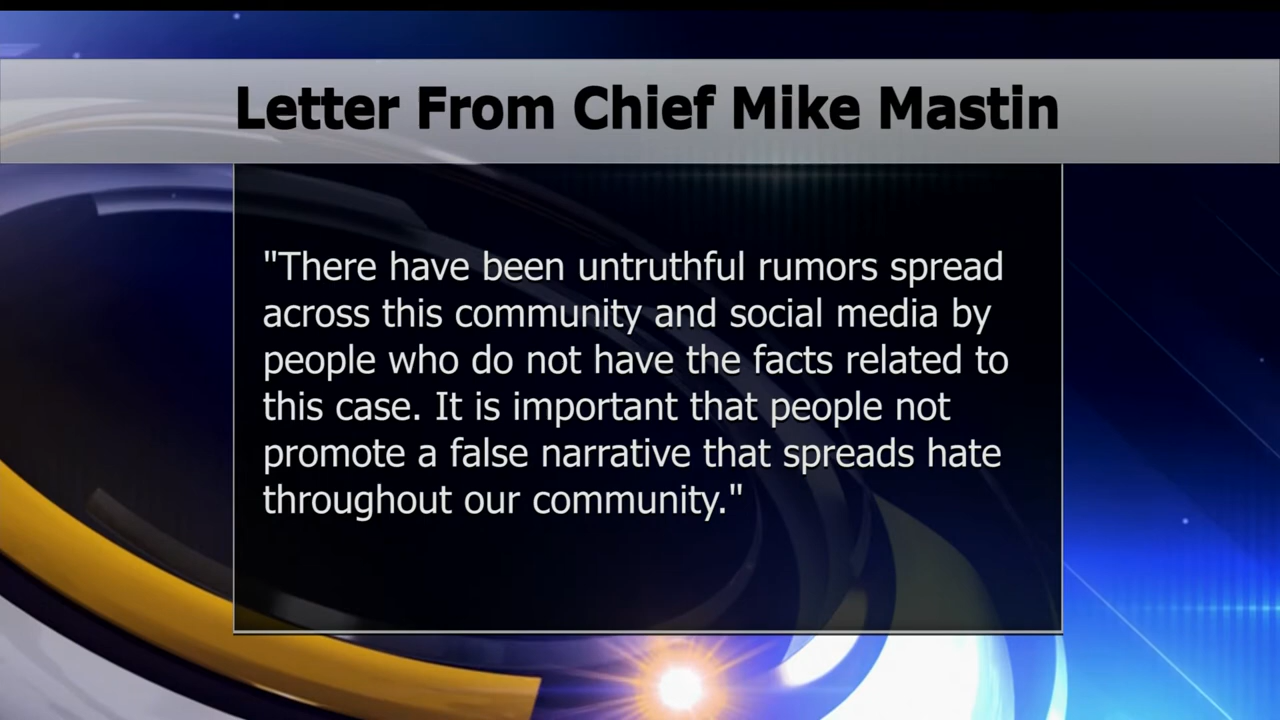 Letter From Chief Mike Mastin
"There have been untruthful rumors spread
across this community and social media by
people who do not have the facts related to
this case. It is important that people not
promote a false narrative that spreads hate
throughout our community."